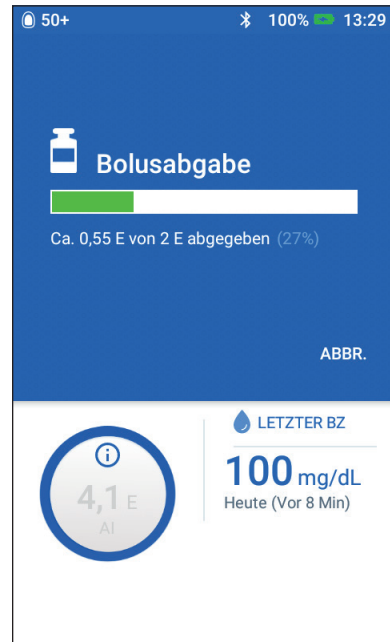 50+ 100% 13:29
Bolusabgabe
Ca. 0,55 E von 2 E abgegeben (27%)
ABBR.
LETZTER BZ
100 mg/dL
Heute (Vor 8 Min)
4,1 E
AI